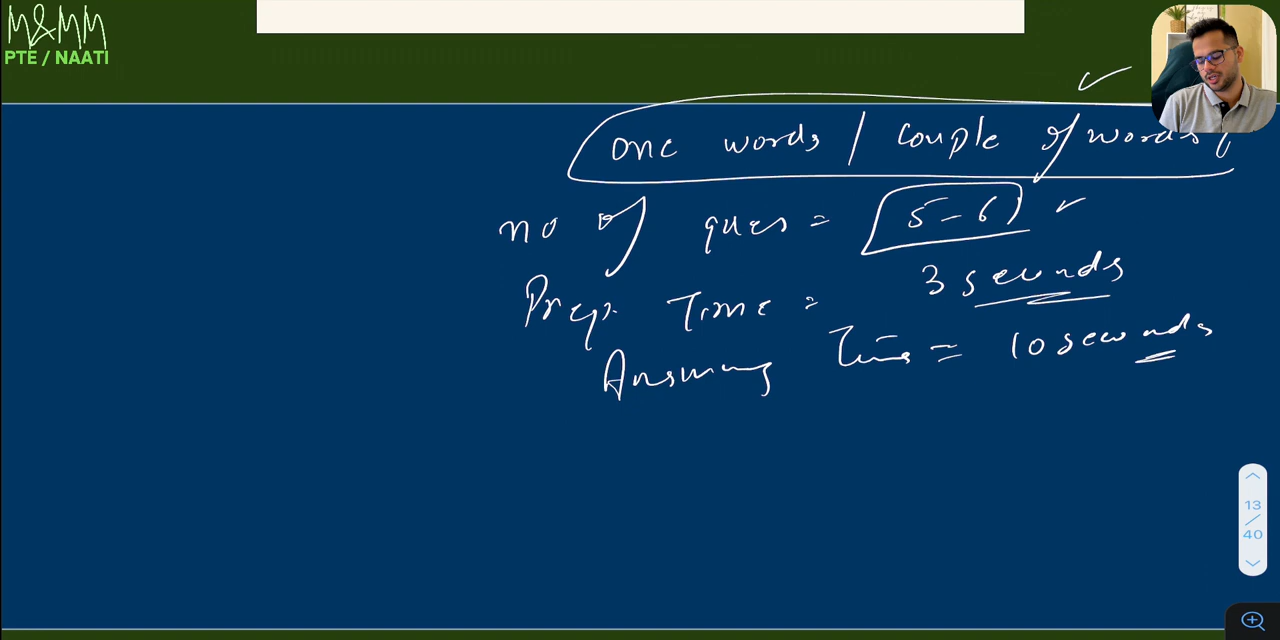 M&MM
PTE / NAATI
one words / couple of words
no of ques = 5-6
Prep. Time = 3 seconds
Answering Time = 10 seconds
13
/
40